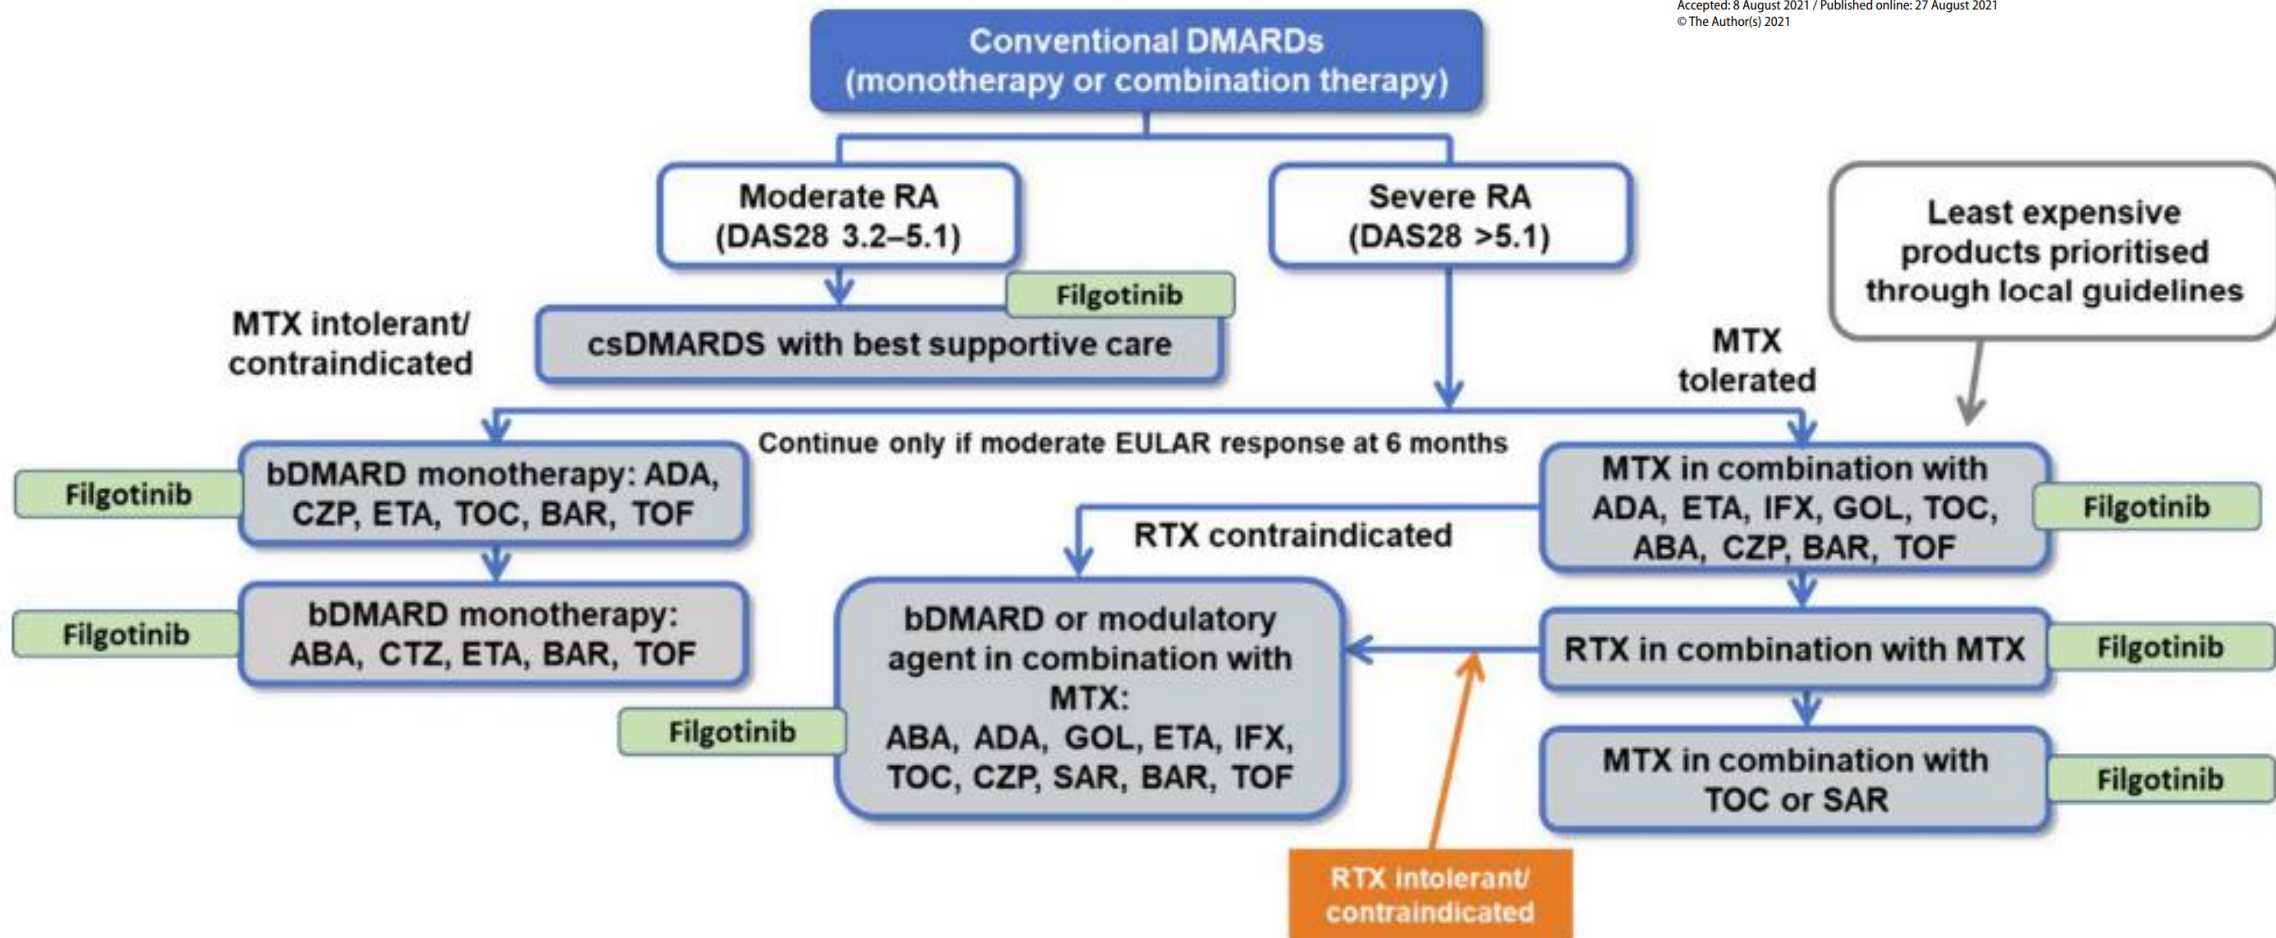 Accepted: 8 August 2021 / Published online: 27 August 2021
© The Author(s) 2021
Conventional DMARDs
(monotherapy or combination therapy)
Moderate RA
(DAS28 3.2–5.1)
Severe RA
(DAS28 >5.1)
Least expensive
products prioritised
through local guidelines
Filgotinib
csDMARDS with best supportive care
MTX intolerant/
contraindicated
MTX
tolerated
Continue only if moderate EULAR response at 6 months
Filgotinib
bDMARD monotherapy: ADA,
CZP, ETA, TOC, BAR, TOF
MTX in combination with
ADA, ETA, IFX, GOL, TOC,
ABA, CZP, BAR, TOF
Filgotinib
RTX contraindicated
Filgotinib
bDMARD monotherapy:
ABA, CTZ, ETA, BAR, TOF
bDMARD or modulatory
agent in combination with
MTX:
ABA, ADA, GOL, ETA, IFX,
TOC, CZP, SAR, BAR, TOF
Filgotinib
RTX in combination with MTX
Filgotinib
MTX in combination with
TOC or SAR
Filgotinib
RTX intolerant/
contraindicated